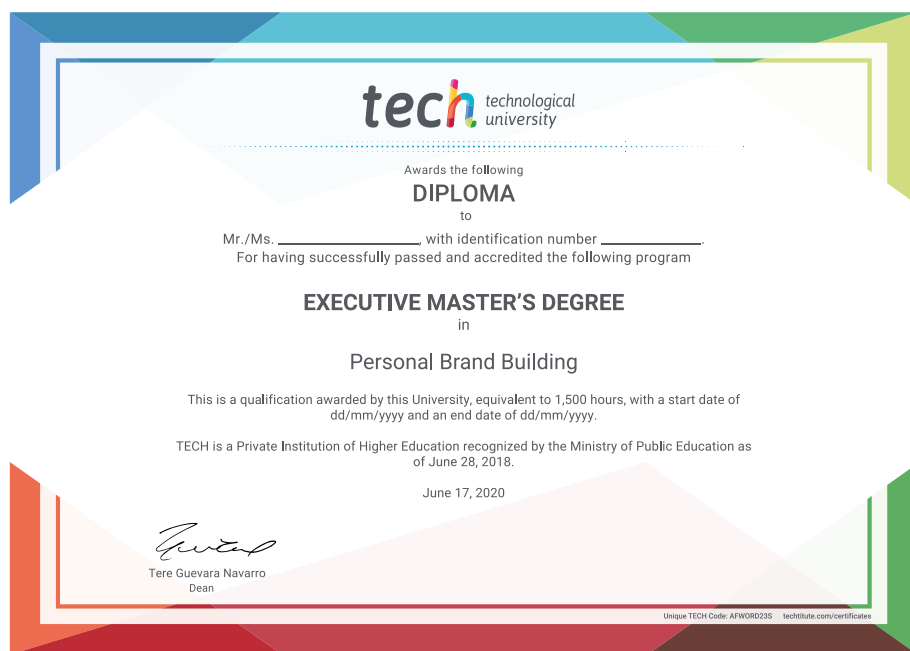 tech technological
university
Awards the following
DIPLOMA
to
Mr./Ms. ____________________, with identification number ______________.
For having successfully passed and accredited the following program
EXECUTIVE MASTER'S DEGREE
in
Personal Brand Building
This is a qualification awarded by this University, equivalent to 1,500 hours, with a start date of
dd/mm/yyyy and an end date of dd/mm/yyyy.
TECH is a Private Institution of Higher Education recognized by the Ministry of Public Education as
of June 28, 2018.
June 17, 2020
Tere Guevara Navarro
Dean
Unique TECH Code: AFWORD23S techtitute.com/certificates